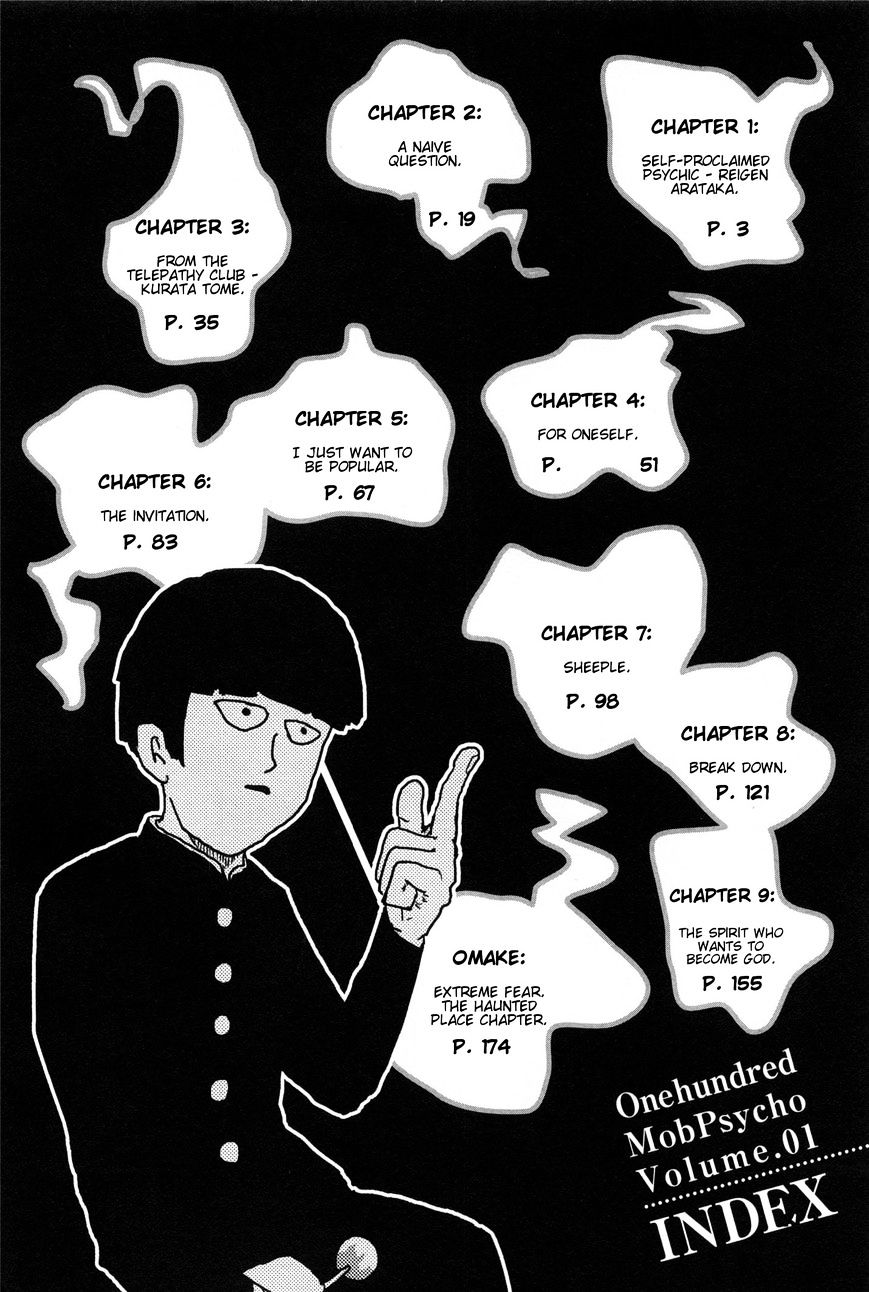 CHAPTER 1:
SELF-PROCLAIMED
PSYCHIC - REIGEN
ARATAKA.
P. 3
CHAPTER 2:
A NAIVE
QUESTION.
P. 19
CHAPTER 3:
FROM THE
TELEPATHY CLUB -
KURATA TOME.
P. 35
CHAPTER 4:
FOR ONESELF.
P. 51
CHAPTER 5:
I JUST WANT TO
BE POPULAR.
P. 67
CHAPTER 6:
THE INVITATION.
P. 83
CHAPTER 7:
SHEEPLE.
P. 98
CHAPTER 8:
BREAK DOWN.
P. 121
CHAPTER 9:
THE SPIRIT WHO
WANTS TO
BECOME GOD.
P. 155
OMAKE:
EXTREME FEAR.
THE HAUNTED
PLACE CHAPTER.
P. 174
Onehundred
MobPsycho
Volume.01
INDEX